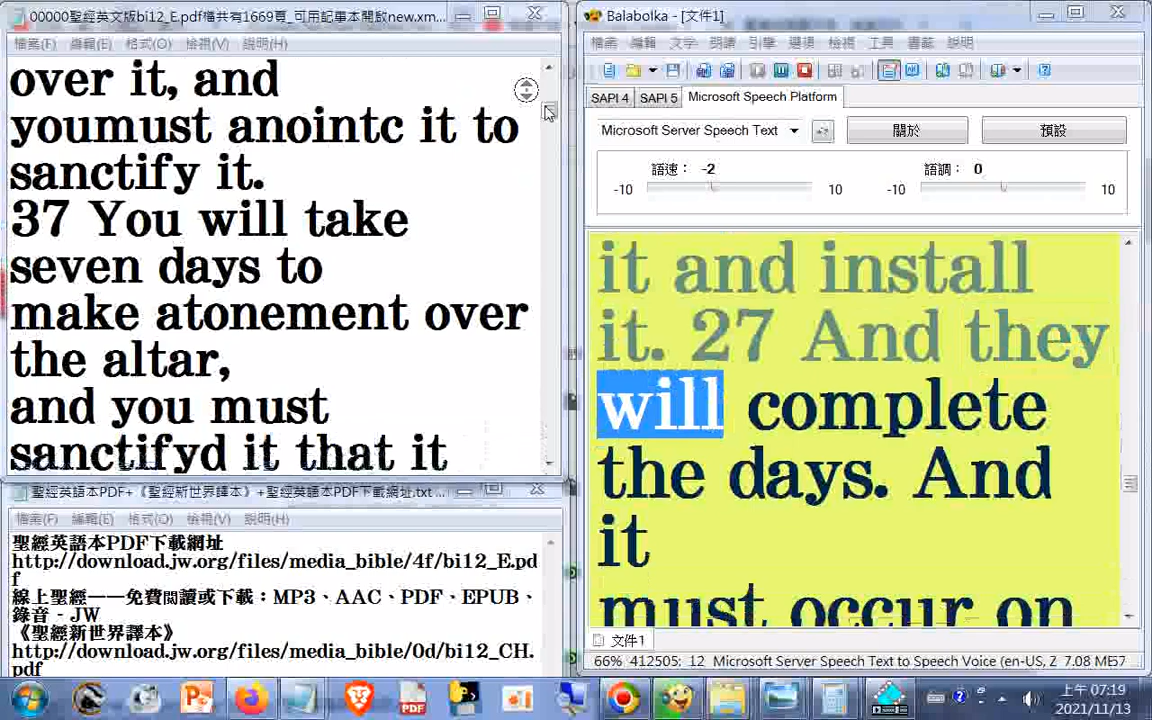 00000聖經英文版bi12_E.pdf檔共有1669頁_可用記事本開啟new.xm...
檔案(F) 編輯(E) 格式(O) 檢視(V) 說明(H)
over it, and
youmust anointc it to
sanctify it.
37 You will take
seven days to
make atonement over
the altar,
and you must
sanctifyd it that it
聖經英語本PDF+《聖經新世界譯本》+聖經英語本PDF下載網址.txt ...
檔案(F) 編輯(E) 格式(O) 檢視(V) 說明(H)
聖經英語本PDF下載網址
http://download.jw.org/files/media_bible/4f/bi12_E.pd
f
線上聖經——免費閱讀或下載：MP3、AAC、PDF、EPUB、
錄音 - JW
《聖經新世界譯本》
http://download.jw.org/files/media_bible/0d/bi12_CH.
pdf
Balabolka - [文件1]
檔案 編輯 文字 朗讀 引擎 選項 檢視 工具 書籤 說明
SAPI 4 SAPI 5 Microsoft Speech Platform
Microsoft Server Speech Text 關於 預設
語速： -2 語調： 0
-10 10 -10 10
it and install
it. 27 And they
will complete
the days. And
it
must occur on
文件1
66% 412505: 12 Microsoft Server Speech Text to Speech Voice (en-US, Z 7.08 ME57
PDF
上午 07:19
2021/11/13